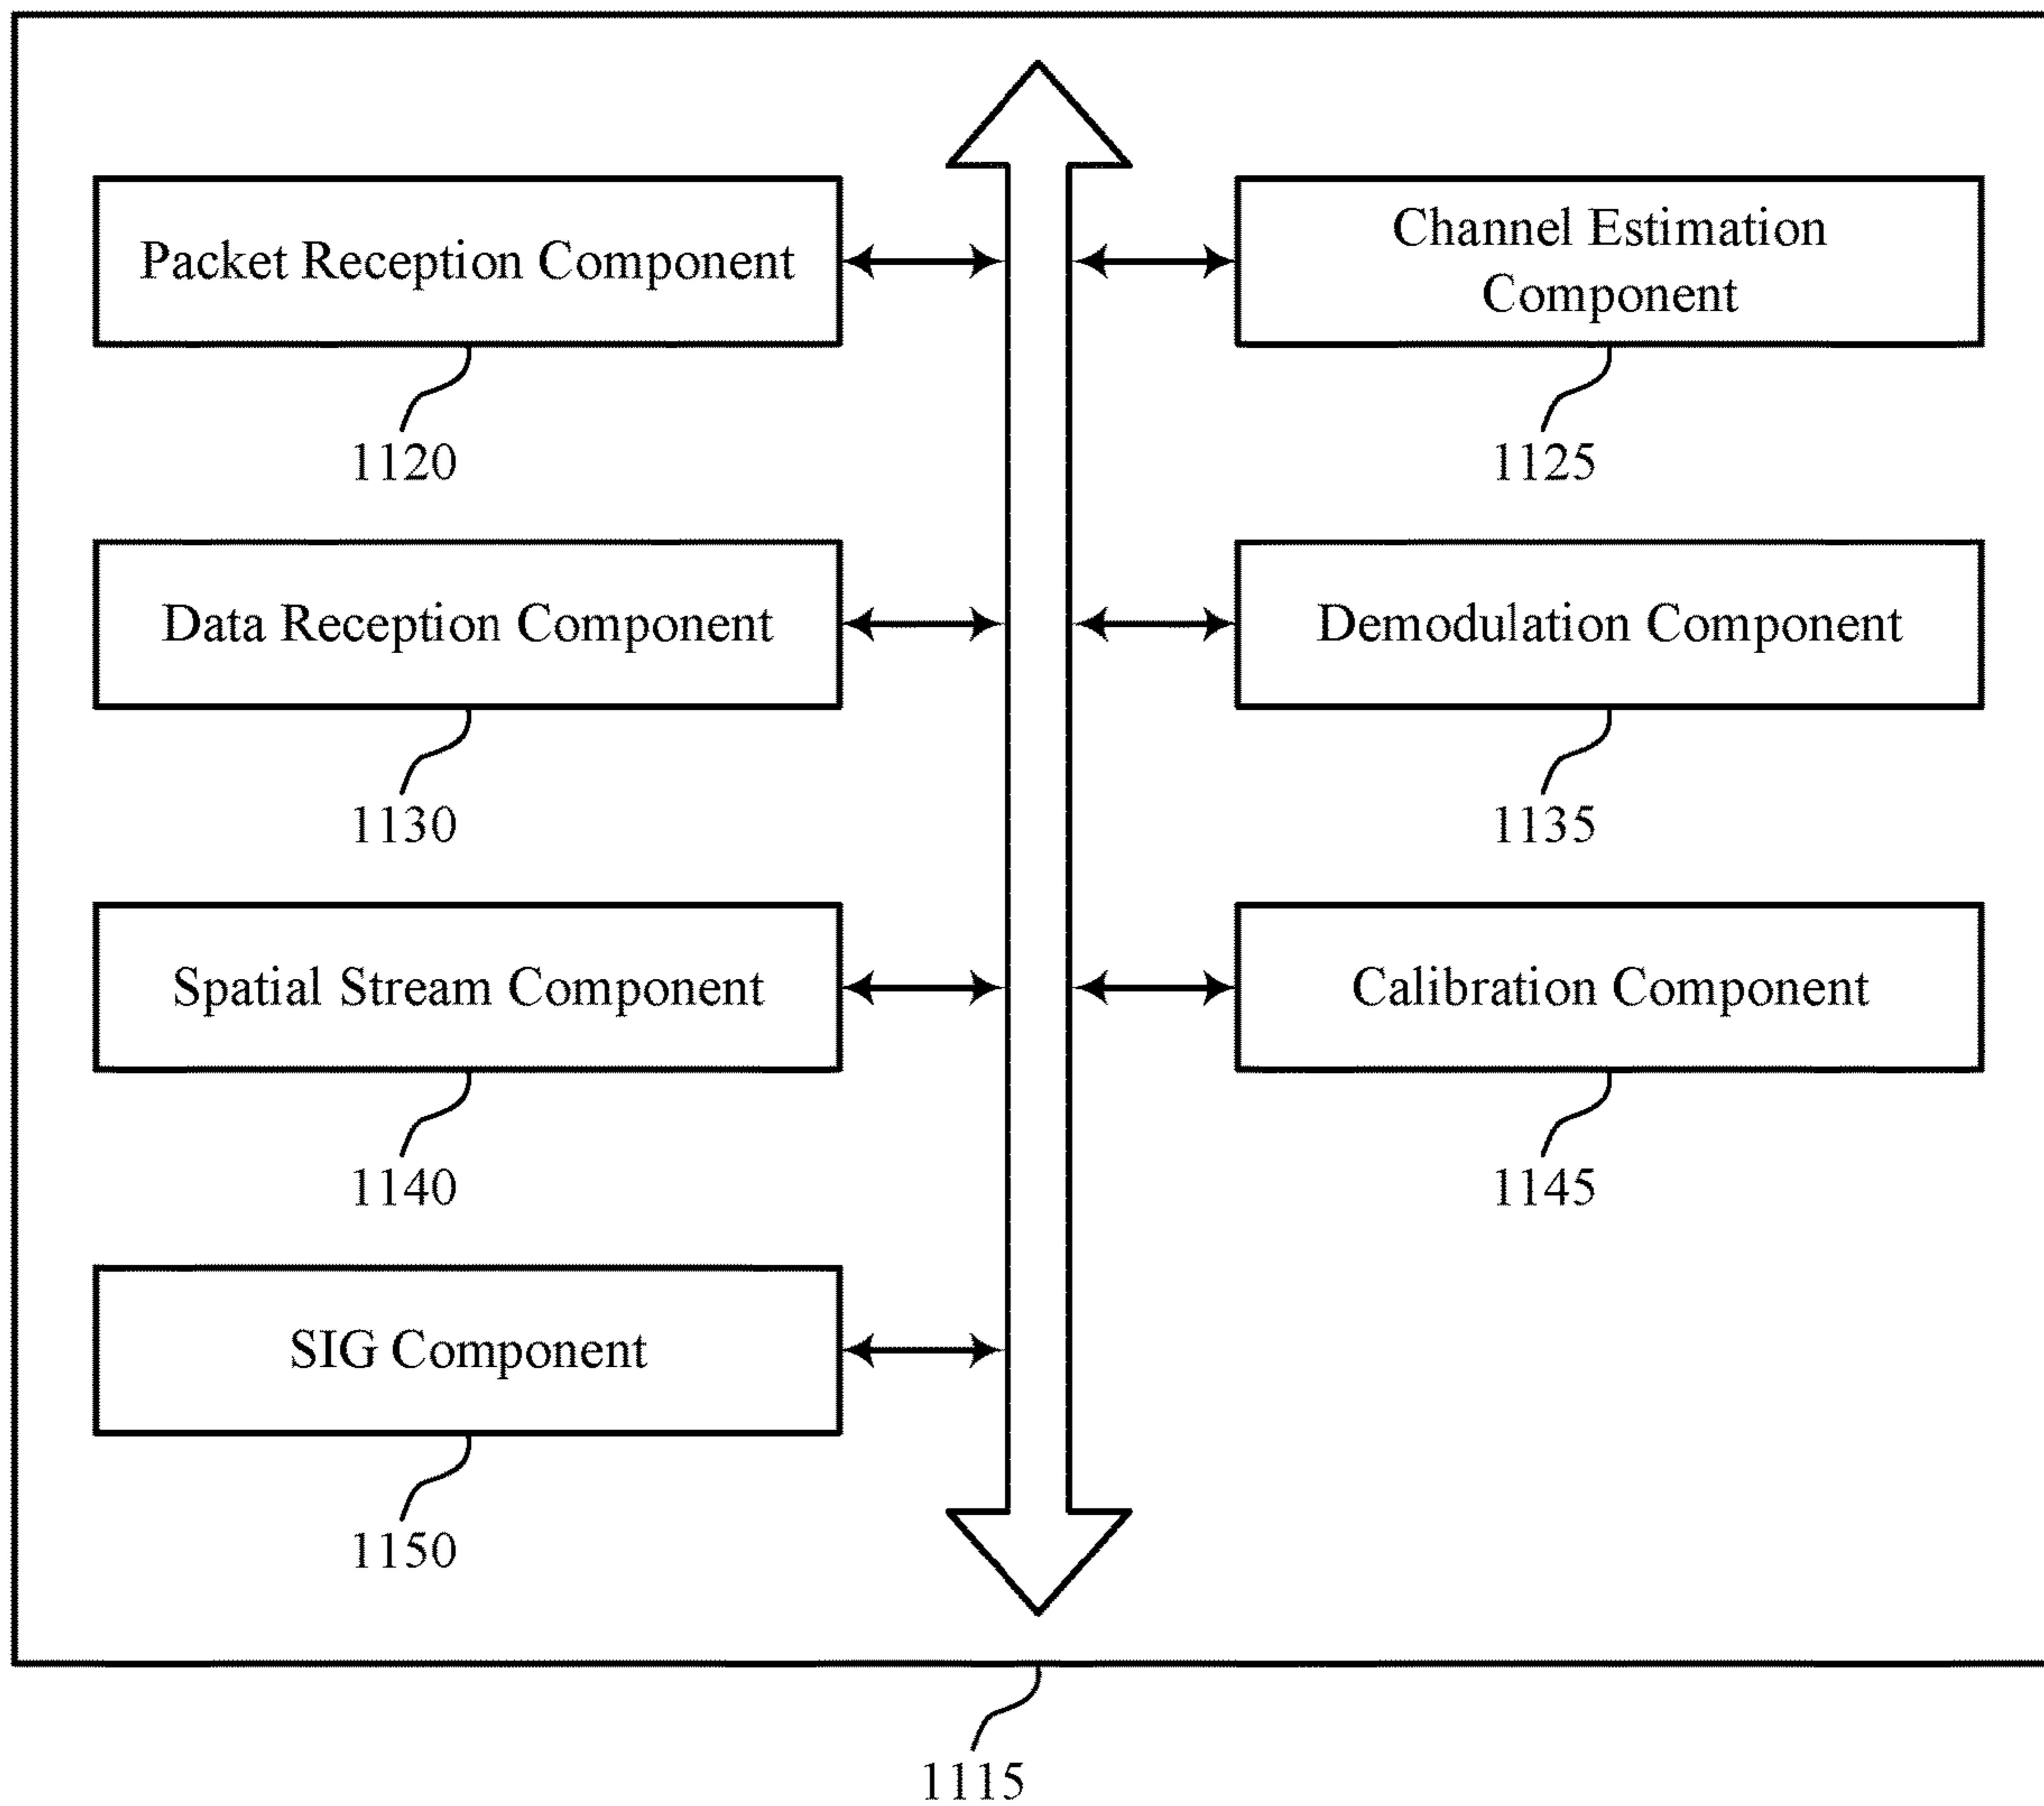 Packet Reception Component
Channel Estimation
Component
1120
1125
Data Reception Component
Demodulation Component
1130
1135
Spatial Stream Component
Calibration Component
1140
1145
SIG Component
1150
1115